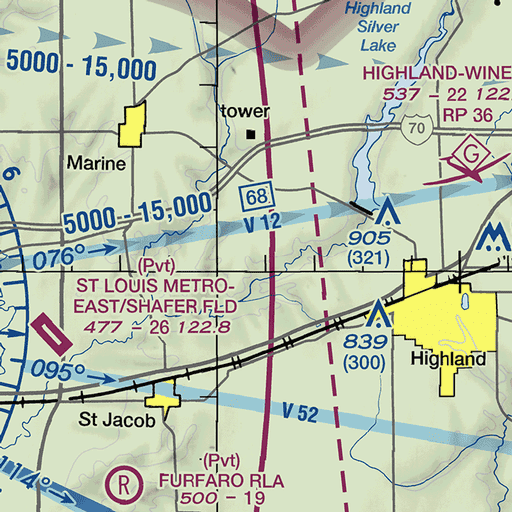 Highland
Silver
Lake
5000 - 15,000
HIGHLAND-WINE
537 - 22 122.
RP 36
tower
70
Marine
G
6
68
5000 - 15,000
V 12
905
(321)
076°
(Pvt)
ST LOUIS METRO-
EAST/SHAFER FLD
477 - 26 122.8
839
(300)
Highland
095°
St Jacob
V 52
114°
(Pvt)
R
FURFARO RLA
500 - 19